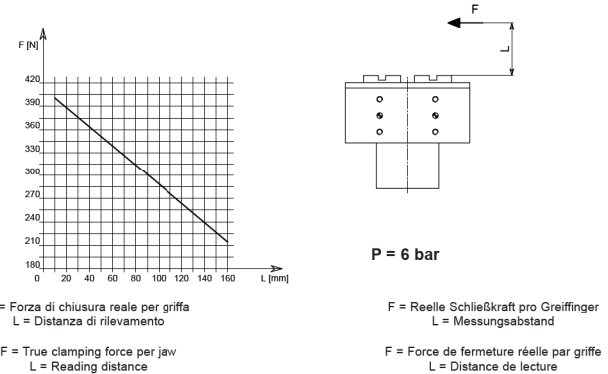 F
F [N]
L
420
390
360
330
300
270
240
210
180
20 40 60 80 100 120 140 160 L [mm]
P = 6 bar
= Forza di chiusura reale per griffa
L = Distanza di rilevamento
F = True clamping force per jaw
L = Reading distance
F = Reelle Schließkraft pro Greiffinger
L = Messungsabstand
F = Force de fermeture réelle par griffe
L = Distance de lecture